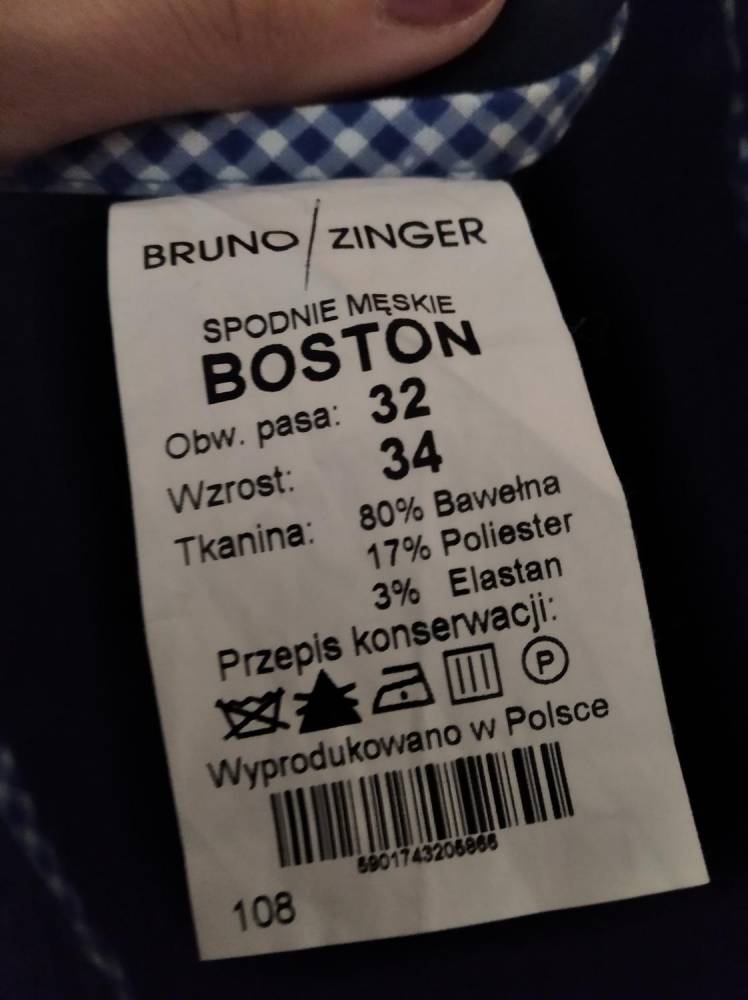 BRUNO/ZINGER
SPODNIE MĘSKIE
BOSTON
Obw. pasa: 32
Wzrost: 34
Tkanina: 80% Bawełna
17% Poliester
3% Elastan
Przepis konserwacji:
P
Wyprodukowano w Polsce
5901743205865
108